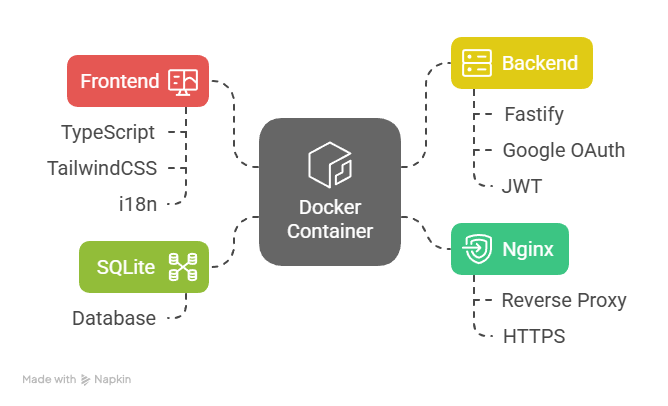 Frontend
TypeScript
TailwindCSS
i18n
SQLite
Database
Docker
Container
Backend
Fastify
Google OAuth
JWT
Nginx
Reverse Proxy
HTTPS
Made with Napkin